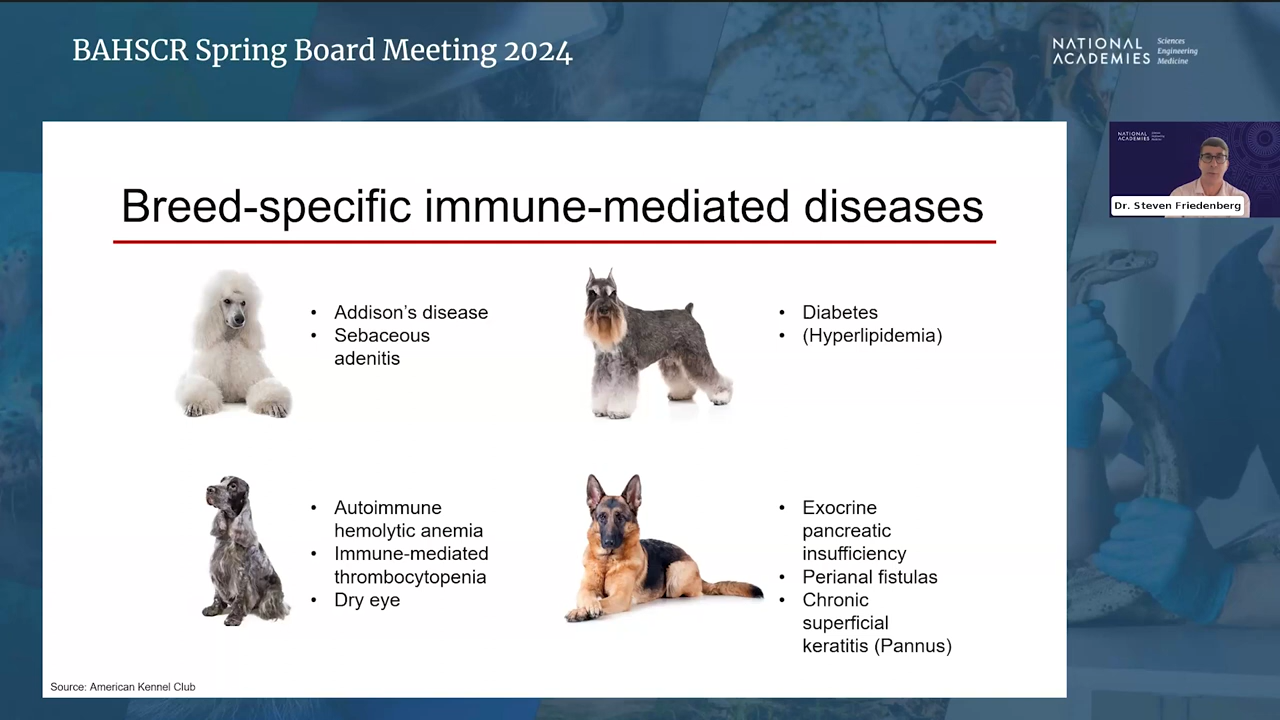 BAHSCR Spring Board Meeting 2024
NATIONAL
ACADEMIES
Sciences
Engineering
Medicine
NATIONAL
ACADEMIES
Dr. Steven Friedenberg
Breed-specific immune-mediated diseases
• Addison's disease
• Sebaceous
adenitis
• Diabetes
• (Hyperlipidemia)
• Autoimmune
hemolytic anemia
• Immune-mediated
thrombocytopenia
• Dry eye
• Exocrine
pancreatic
insufficiency
• Perianal fistulas
• Chronic
superficial
keratitis (Pannus)
Source: American Kennel Club